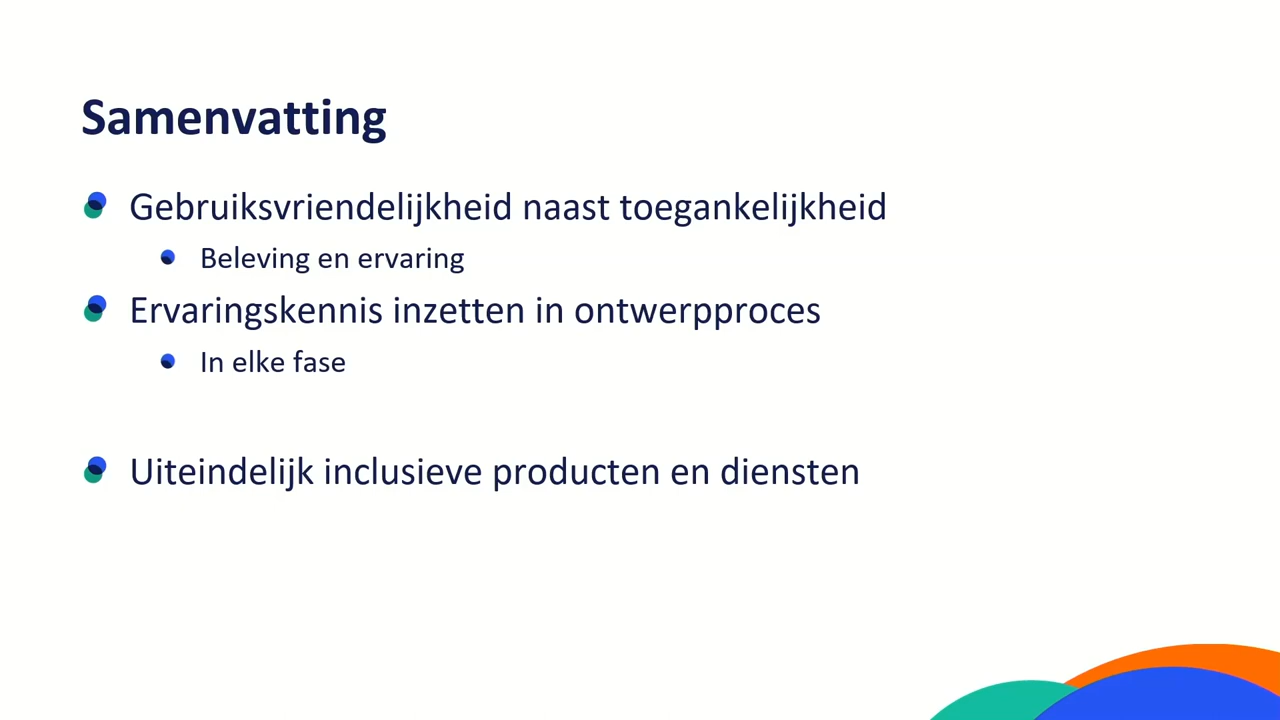 Samenvatting
Gebruiksvriendelijkheid naast toegankelijkheid
Beleving en ervaring
Ervaringskennis inzetten in ontwerpproces
In elke fase
Uiteindelijk inclusieve producten en diensten